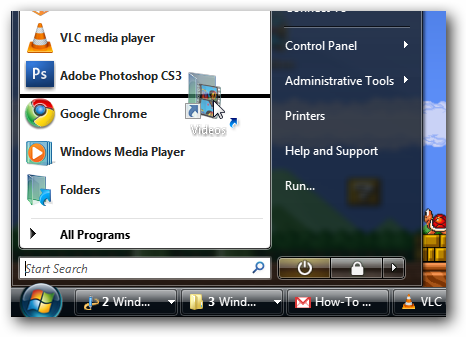 VLC media player
Ps Adobe Photoshop CS3
Google Chrome
Videos
Windows Media Player
Folders
All Programs
Start Search
Control Panel
Administrative Tools
Printers
Help and Support
Run...
2 Wind...
3 Wind...
How-To ...
VLC